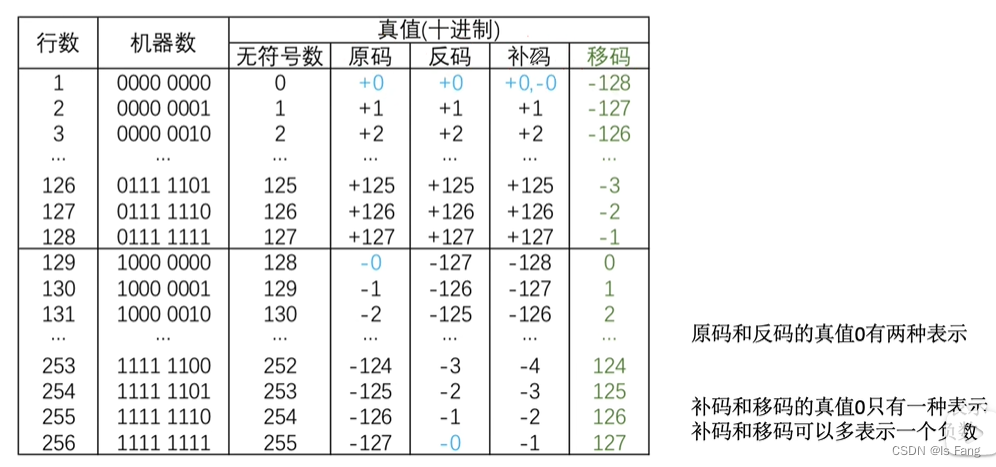 行数 机器数 真值(十进制)
无符号数 原码 反码 补码 移码
1 0000 0000 0 +0 +0 +0,-0 -128
2 0000 0001 1 +1 +1 +1 -127
3 0000 0010 2 +2 +2 +2 -126
... ... ... ... ... ... ...
126 0111 1101 125 +125 +125 +125 -3
127 0111 1110 126 +126 +126 +126 -2
128 0111 1111 127 +127 +127 +127 -1
129 1000 0000 128 -0 -127 -128 0
130 1000 0001 129 -1 -126 -127 1
131 1000 0010 130 -2 -125 -126 2
... ... ... ... ... ... ...
253 1111 1100 252 -124 -3 -4 124
254 1111 1101 253 -125 -2 -3 125
255 1111 1110 254 -126 -1 -2 126
256 1111 1111 255 -127 -0 -1 127
原码和反码的真值0有两种表示
补码和移码的真值0只有一种表示
补码和移码可以多表示一个负数
CSDN @ls_Fang